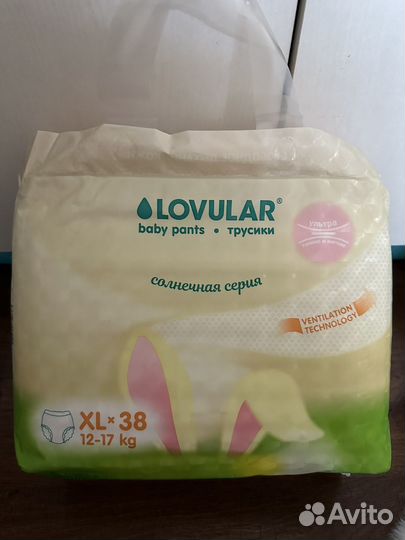 LOVULAR®
baby pants • трусики
ультра
солнечная серия
VENTILATION
TECHNOLOGY
XL × 38
12-17 kg
Avito